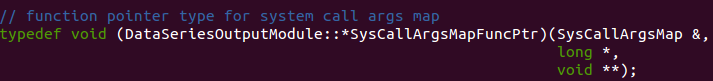 // function pointer type for system call args map
typedef void (DataSeriesOutputModule::*SysCallArgsMapFuncPtr)(SysCallArgsMap &,
long *,
void **);